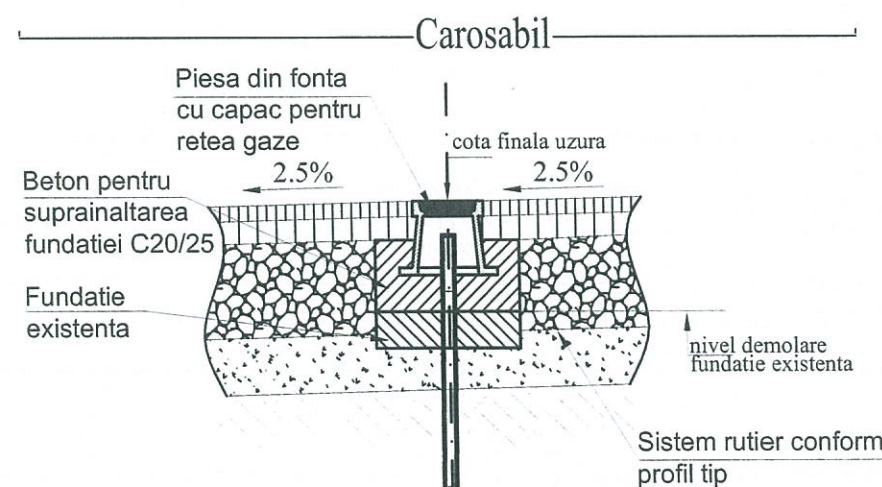 Carosabil
Piesa din fonta
cu capac pentru
retea gaze
cota finala uzura
2.5%
2.5%
Beton pentru
suprainaltarea
fundatiei C20/25
Fundatie
existenta
nivel demolare
fundatie existenta
Sistem rutier conform
profil tip